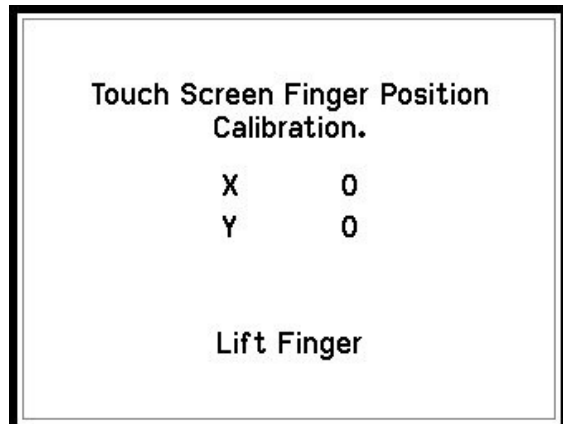 Touch Screen Finger Position
Calibration.
X 0
Y 0
Lift Finger